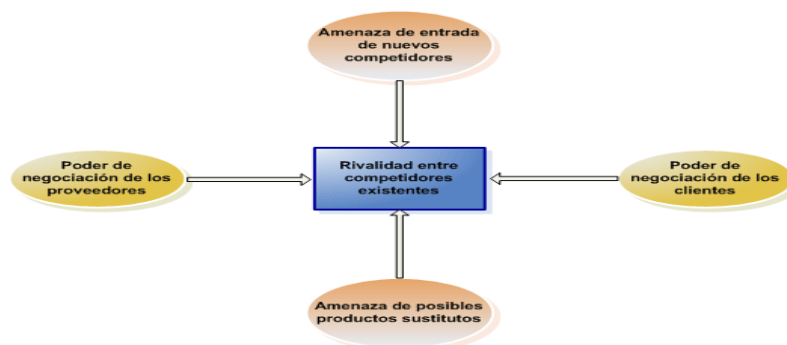 Amenaza de entrada
de nuevos
competidores
Poder de
negociación de los
proveedores
Rivalidad entre
competidores
existentes
Poder de
negociación de los
clientes
Amenaza de posibles
productos sustitutos